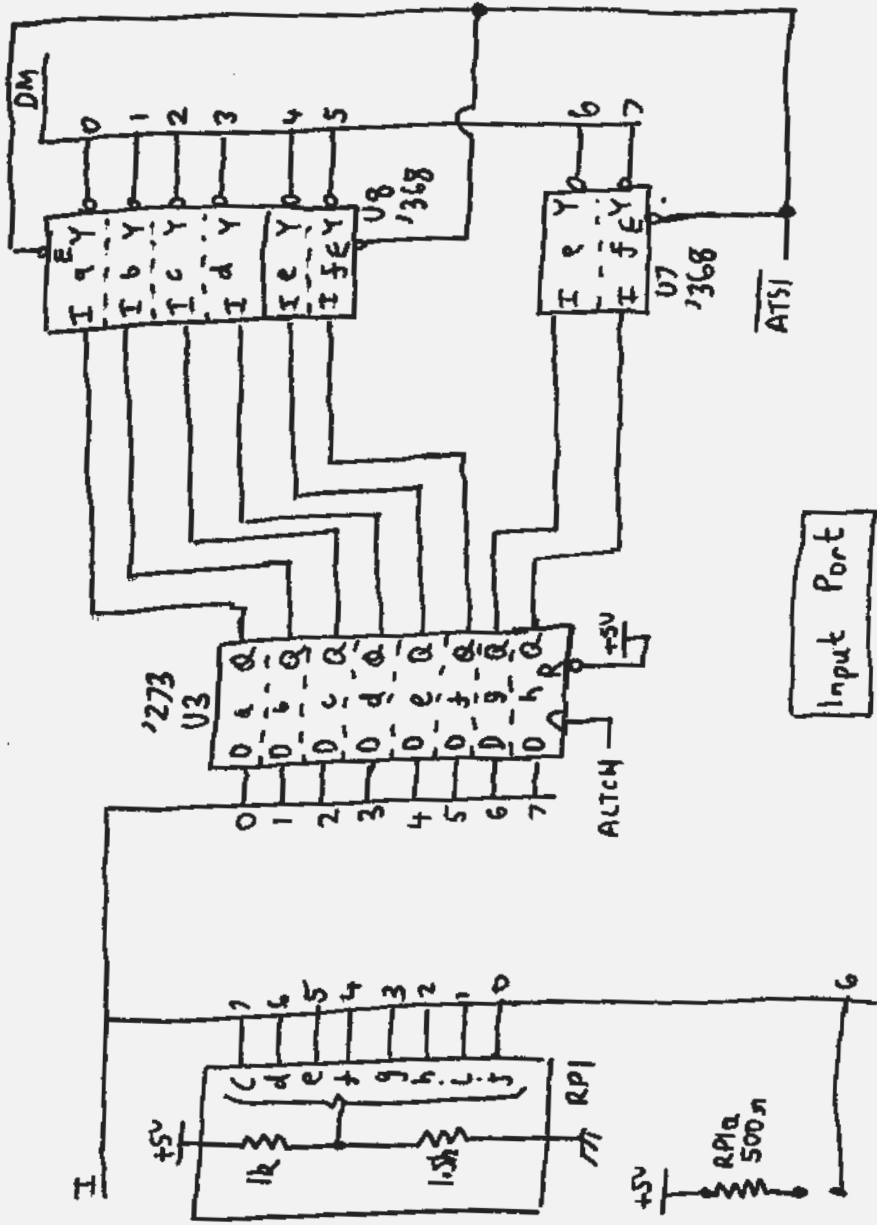 I
+5V
1k
1.5k
c 7
d 6
e 5
f 4
g 3
h 2
i 1
j 0
RP1
+5V
RP1a
500Ω
6
'273
U3
0 D a Q
1 D b Q
2 D c Q
3 D d Q
4 D e Q
5 D f Q
6 D g Q
7 D h Q
R
+5V
ALTCH
DM
E
I a Y 0
I b Y 1
I c Y 2
I d Y 3
I e Y 4
I f Y 5
E
U8
'368
I e Y 6
I f Y 7
E
U7
'368
ATSI
Input Port